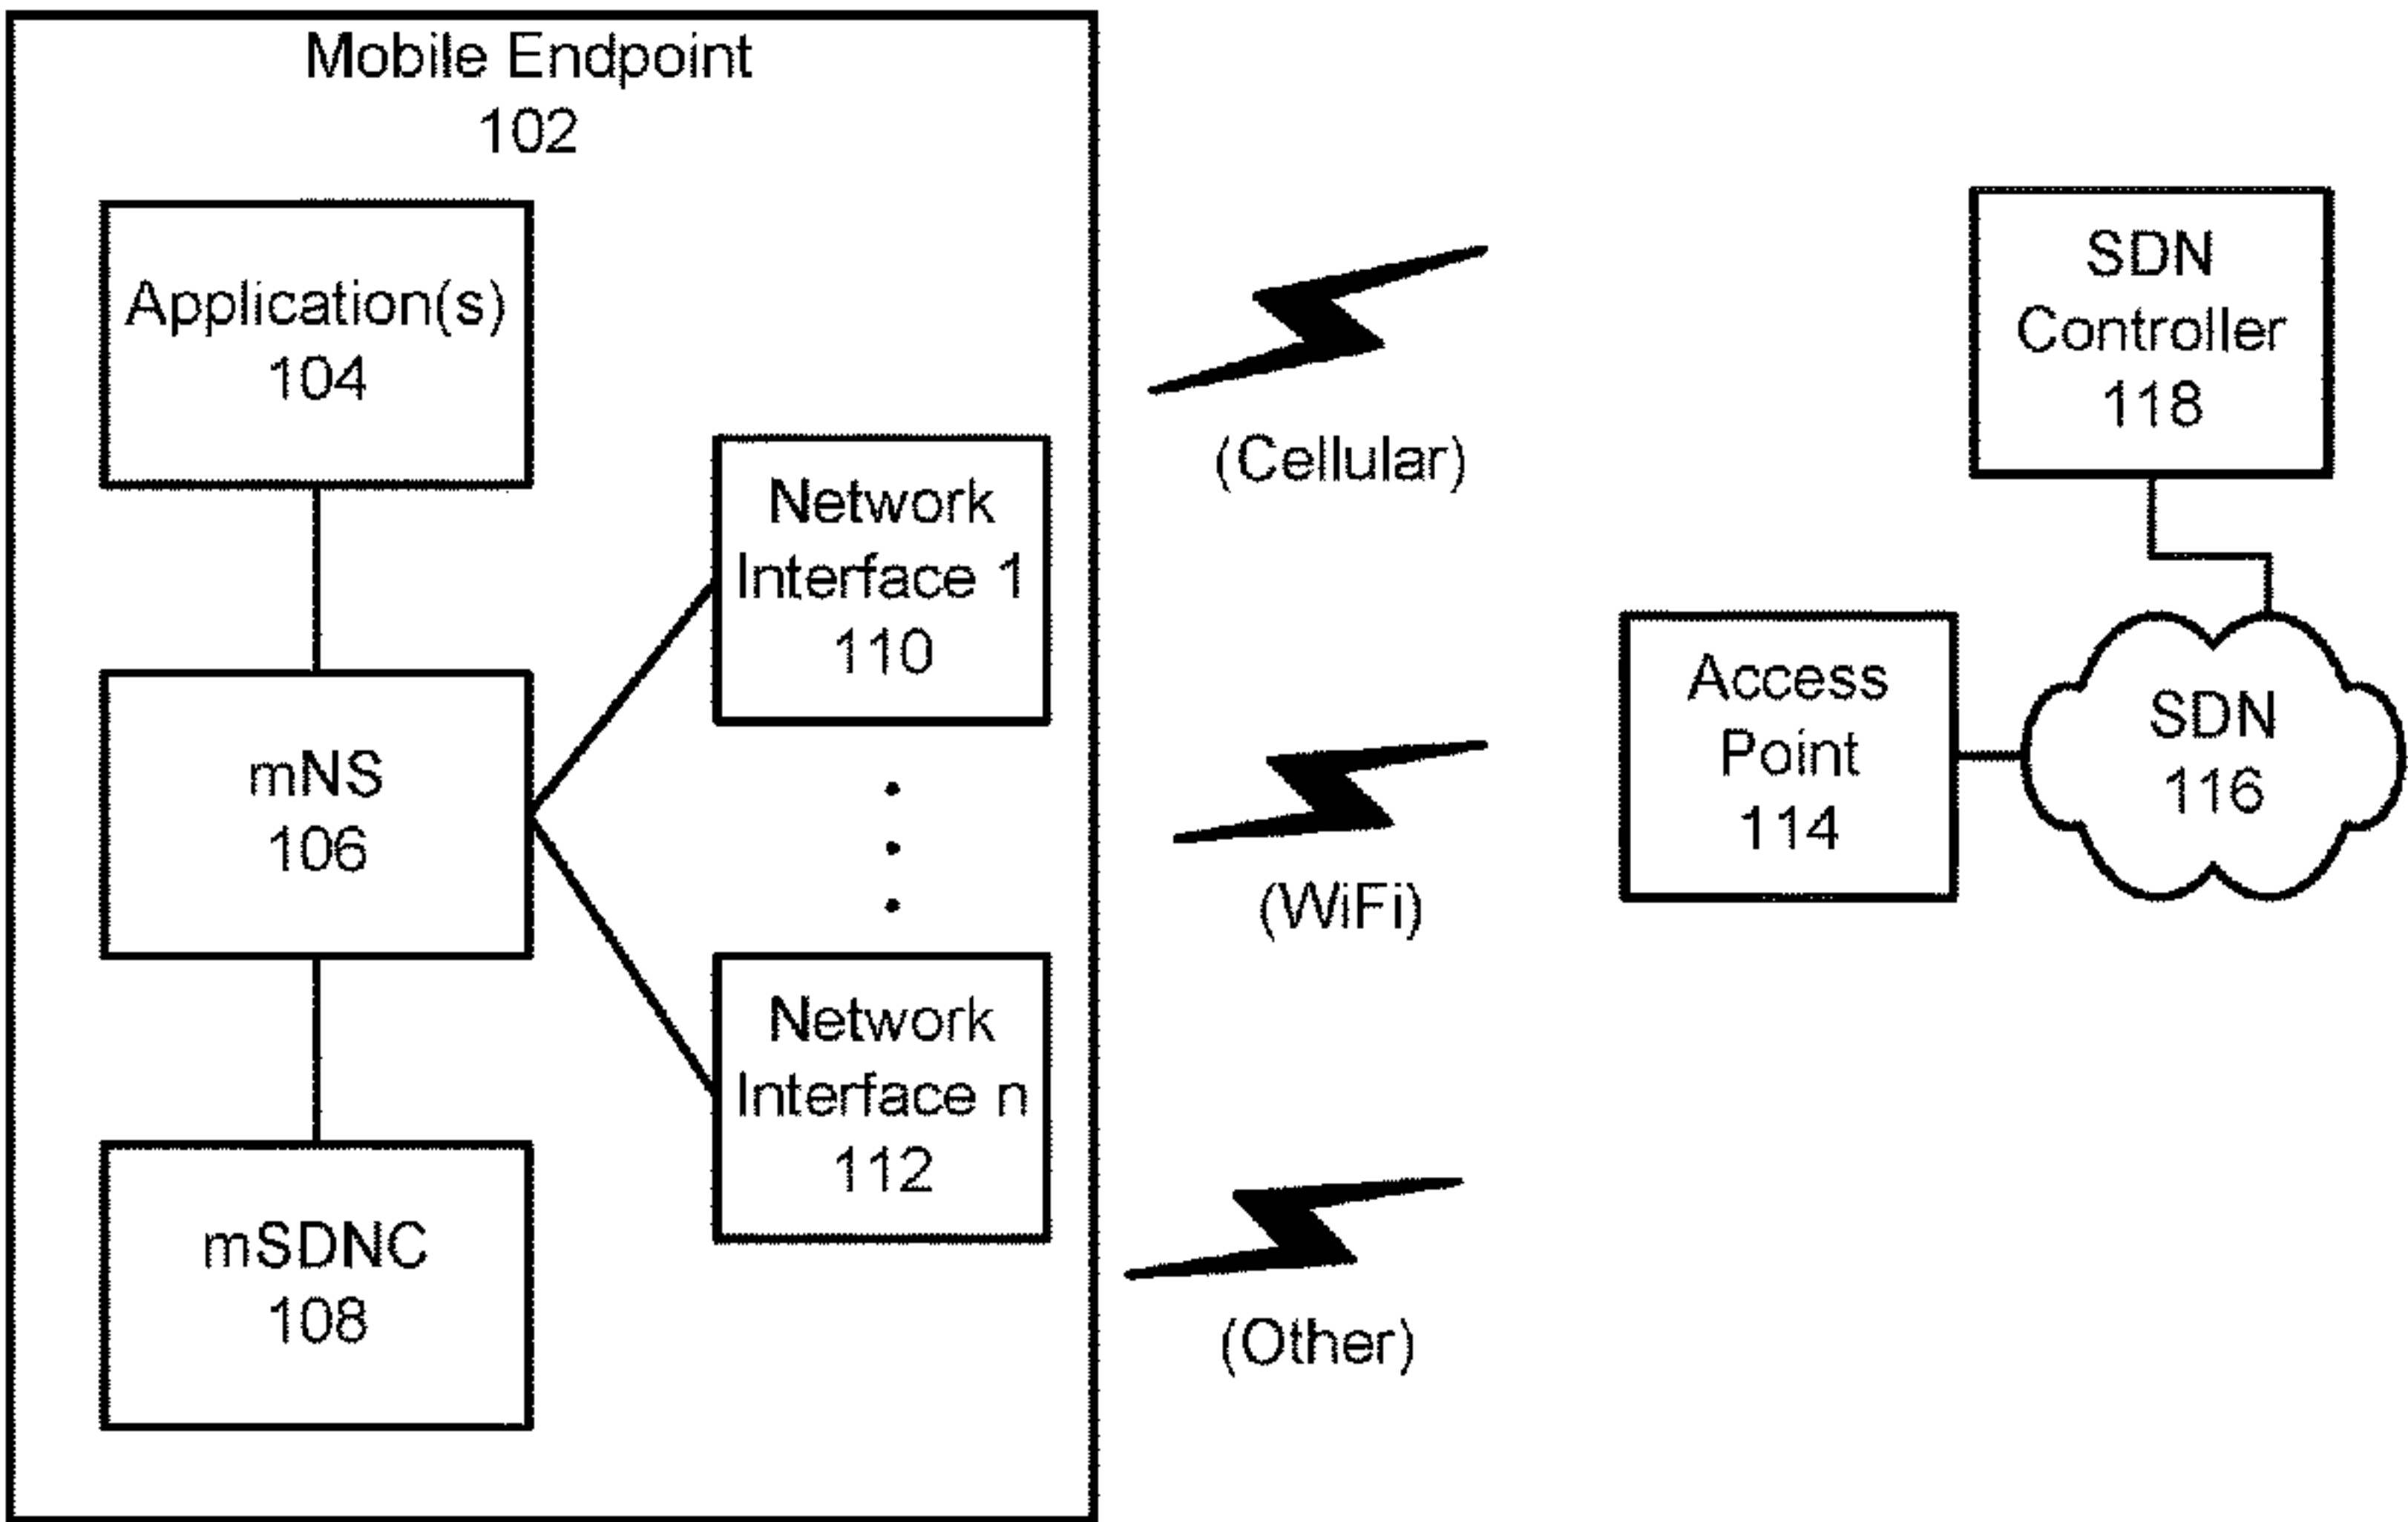 Mobile Endpoint
102
Application(s)
104
mNS
106
mSDNC
108
Network
Interface 1
110
Network
Interface n
112
(Cellular)
(WiFi)
(Other)
Access
Point
114
SDN
Controller
118
SDN
116